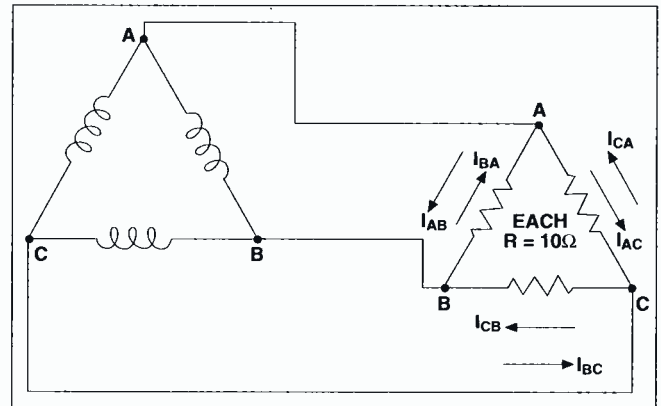 A
C
B
A
I_CA
I_BA
I_AB
EACH
R = 10Ω
I_AC
B
C
I_CB
I_BC